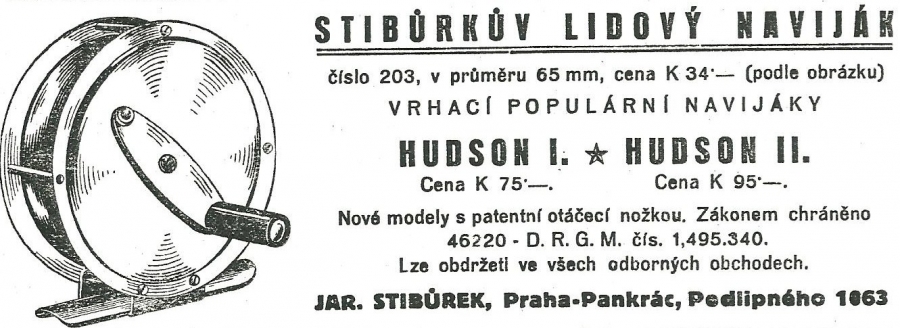 STIBŮRKŮV LIDOVÝ NAVIJÁK
číslo 203, v průměru 65 mm, cena K 34·— (podle obrázku)
VRHACÍ POPULÁRNÍ NAVIJÁKY
HUDSON I. ★ HUDSON II.
Cena K 75·—. Cena K 95·—.
Nové modely s patentní otáčecí nožkou. Zákonem chráněno
46220 - D. R. G. M. čís. 1,495.340.
Lze obdržeti ve všech odborných obchodech.
JAR. STIBŮREK, Praha-Pankrác, Podlipného 1063